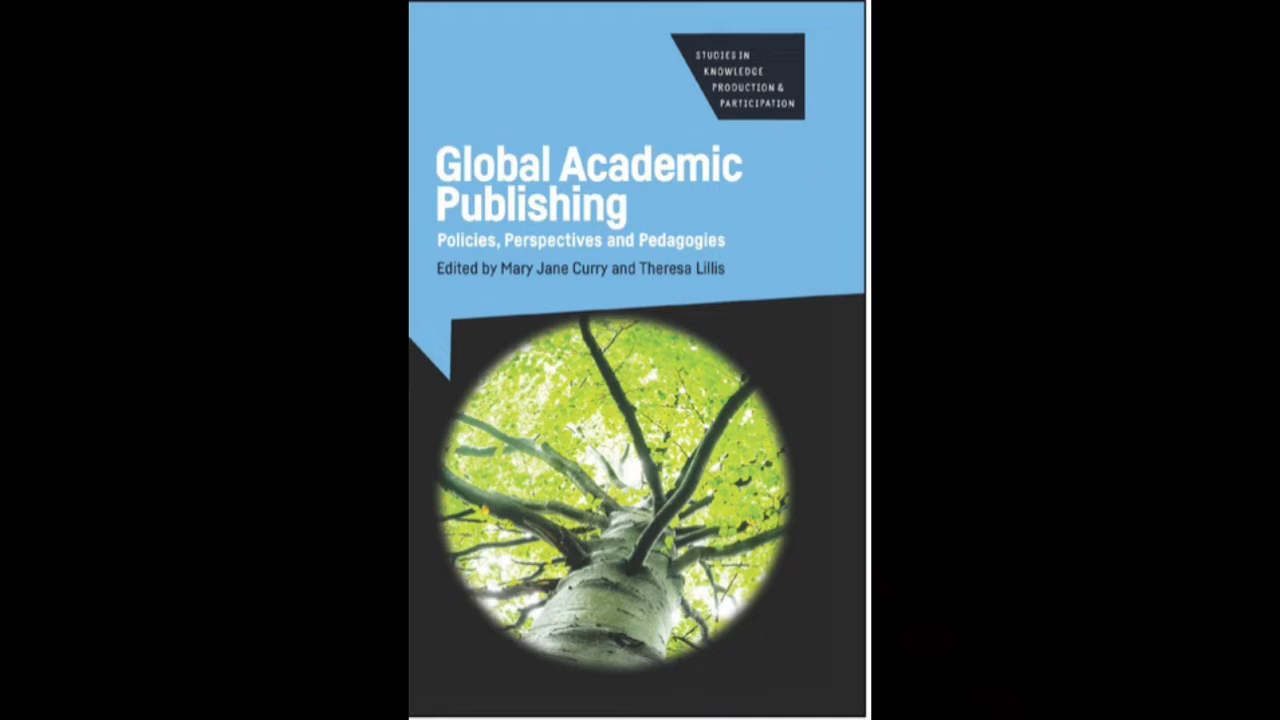 STUDIES IN
KNOWLEDGE
PRODUCTION &
PARTICIPATION
Global Academic
Publishing
Policies, Perspectives and Pedagogies
Edited by Mary Jane Curry and Theresa Lillis